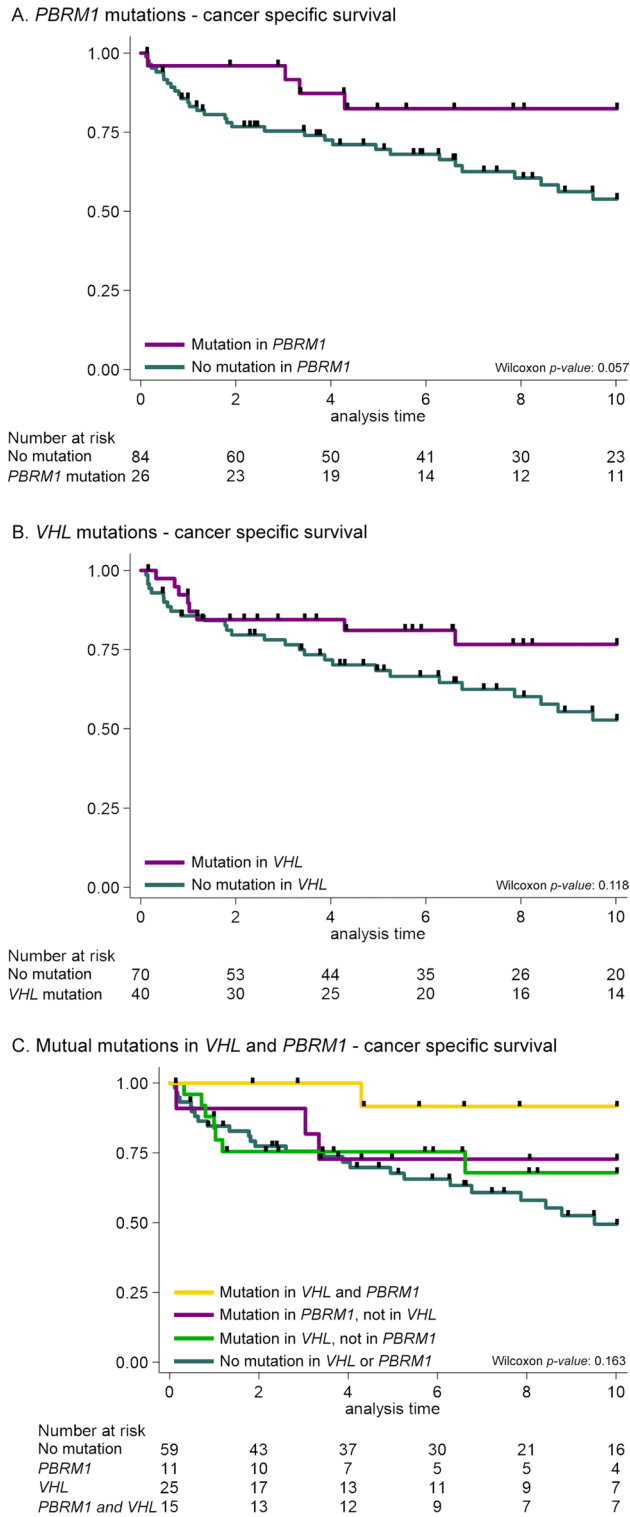 A. PBRM1 mutations - cancer specific survival
1.00
0.75
0.50
0.25
0.00
Mutation in PBRM1
No mutation in PBRM1
Wilcoxon p-value: 0.057
0 2 4 6 8 10
analysis time
Number at risk
No mutation 84 60 50 41 30 23
PBRM1 mutation 26 23 19 14 12 11
B. VHL mutations - cancer specific survival
1.00
0.75
0.50
0.25
0.00
Mutation in VHL
No mutation in VHL
Wilcoxon p-value: 0.118
0 2 4 6 8 10
analysis time
Number at risk
No mutation 70 53 44 35 26 20
VHL mutation 40 30 25 20 16 14
C. Mutual mutations in VHL and PBRM1 - cancer specific survival
1.00
0.75
0.50
0.25
0.00
Mutation in VHL and PBRM1
Mutation in PBRM1, not in VHL
Mutation in VHL, not in PBRM1
No mutation in VHL or PBRM1
Wilcoxon p-value: 0.163
0 2 4 6 8 10
analysis time
Number at risk
No mutation 59 43 37 30 21 16
PBRM1 11 10 7 5 5 4
VHL 25 17 13 11 9 7
PBRM1 and VHL 15 13 12 9 7 7